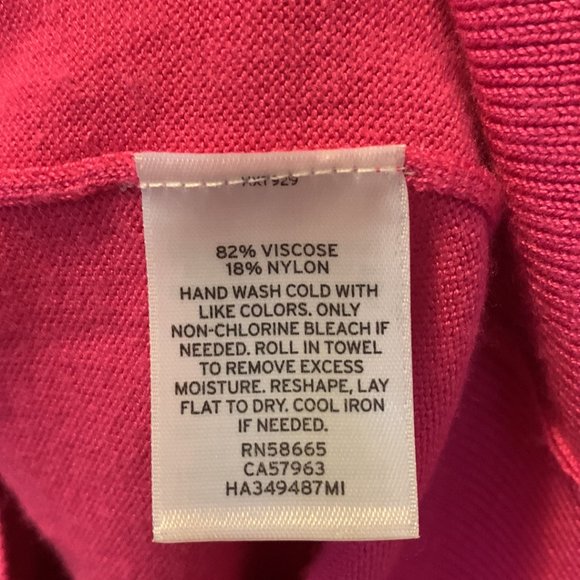 82% VISCOSE
18% NYLON
HAND WASH COLD WITH
LIKE COLORS. ONLY
NON-CHLORINE BLEACH IF
NEEDED. ROLL IN TOWEL
TO REMOVE EXCESS
MOISTURE. RESHAPE, LAY
FLAT TO DRY. COOL IRON
IF NEEDED.
RN58665
CA57963
HA349487MI